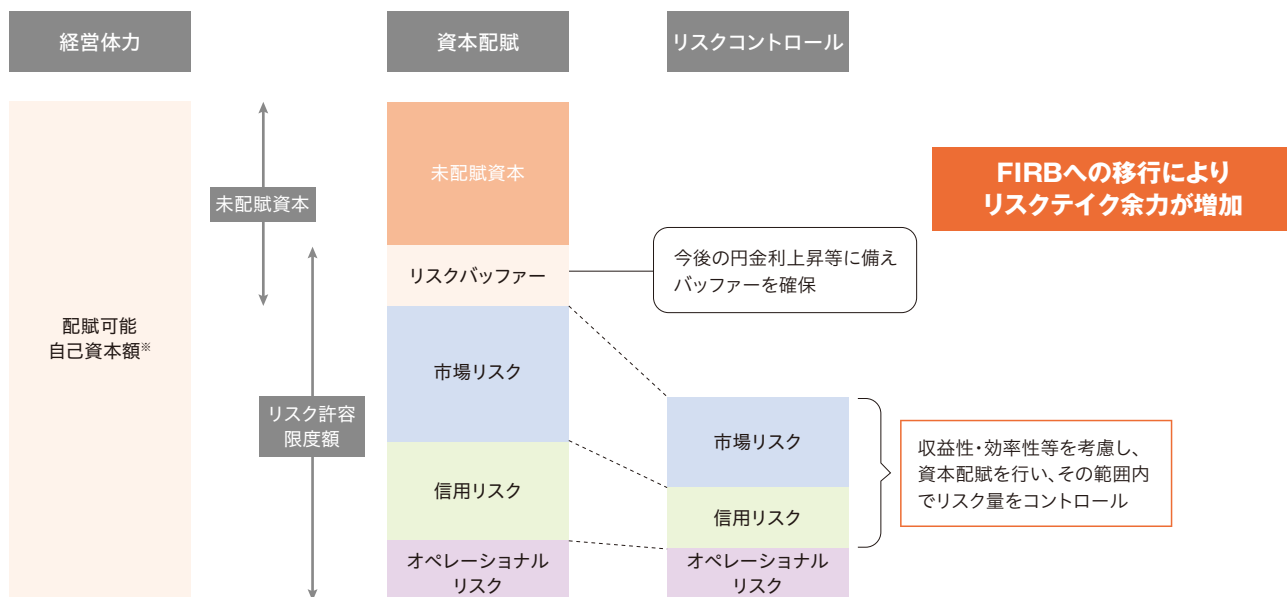 経営体力
資本配賦
リスクコントロール
配賦可能
自己資本額※
未配賦資本
リスク許容
限度額
未配賦資本
リスクバッファー
市場リスク
信用リスク
オペレーショナル
リスク
今後の円金利上昇等に備え
バッファーを確保
市場リスク
信用リスク
オペレーショナル
リスク
FIRBへの移行により
リスクテイク余力が増加
収益性・効率性等を考慮し、
資本配賦を行い、その範囲内
でリスク量をコントロール